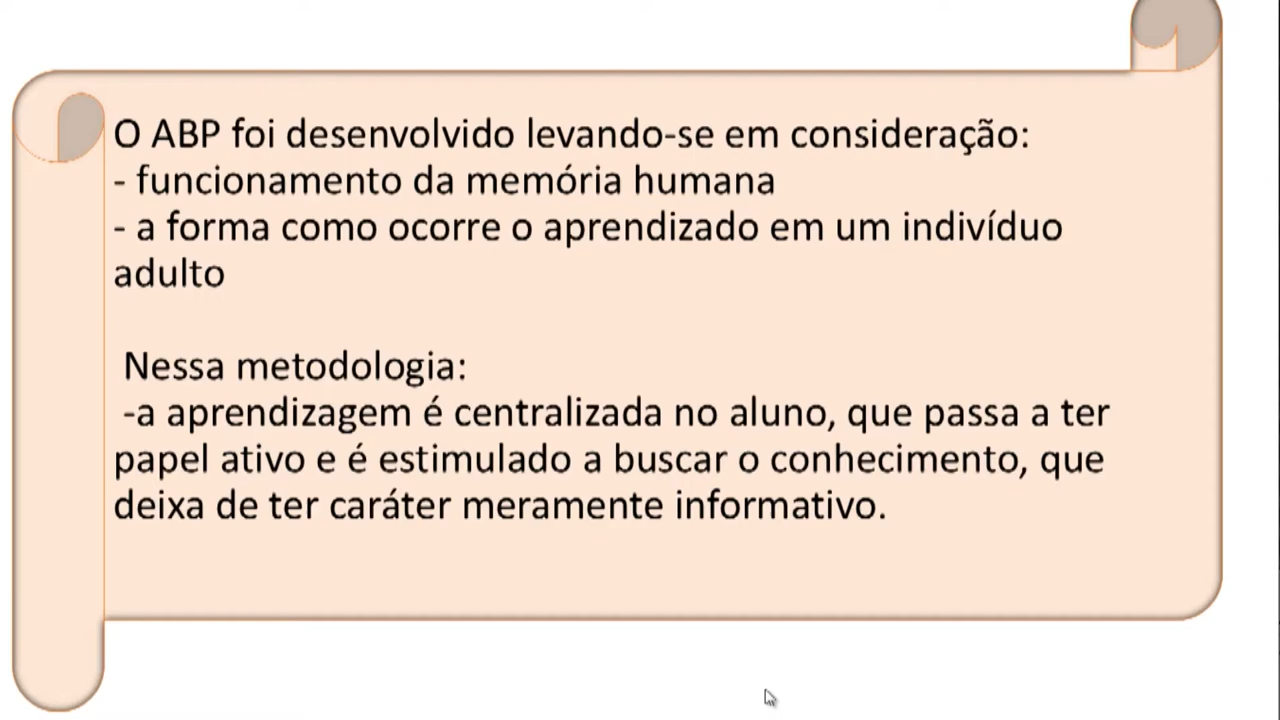 O ABP foi desenvolvido levando-se em consideração:
- funcionamento da memória humana
- a forma como ocorre o aprendizado em um indivíduo
adulto
Nessa metodologia:
-a aprendizagem é centralizada no aluno, que passa a ter
papel ativo e é estimulado a buscar o conhecimento, que
deixa de ter caráter meramente informativo.